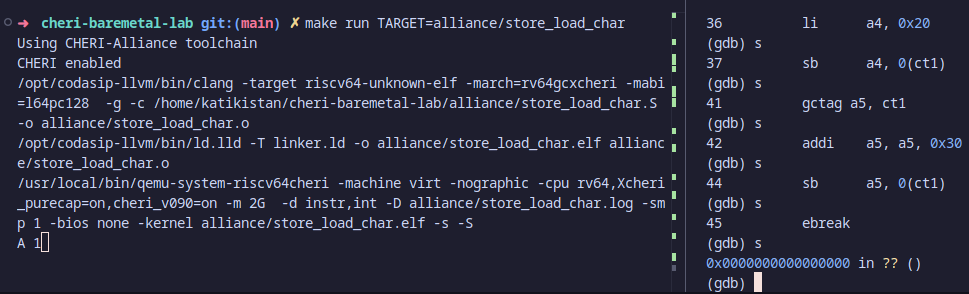 ➜ cheri-baremetal-lab git:(main) ✗ make run TARGET=alliance/store_load_char
Using CHERI-Alliance toolchain
CHERI enabled
/opt/codasip-llvm/bin/clang -target riscv64-unknown-elf -march=rv64gcxcheri -mabi
=l64pc128  -g -c /home/katikistan/cheri-baremetal-lab/alliance/store_load_char.S
-o alliance/store_load_char.o
/opt/codasip-llvm/bin/ld.lld -T linker.ld -o alliance/store_load_char.elf allianc
e/store_load_char.o
/usr/local/bin/qemu-system-riscv64cheri -machine virt -nographic -cpu rv64,Xcheri
_purecap=on,cheri_v090=on -m 2G  -d instr,int -D alliance/store_load_char.log -sm
p 1 -bios none -kernel alliance/store_load_char.elf -s -S
A 1
36 li a4, 0x20
(gdb) s
37 sb a4, 0(ct1)
(gdb) s
41 gctag a5, ct1
(gdb) s
42 addi a5, a5, 0x30
(gdb) s
44 sb a5, 0(ct1)
(gdb) s
45 ebreak
(gdb) s
0x0000000000000000 in ?? ()
(gdb)